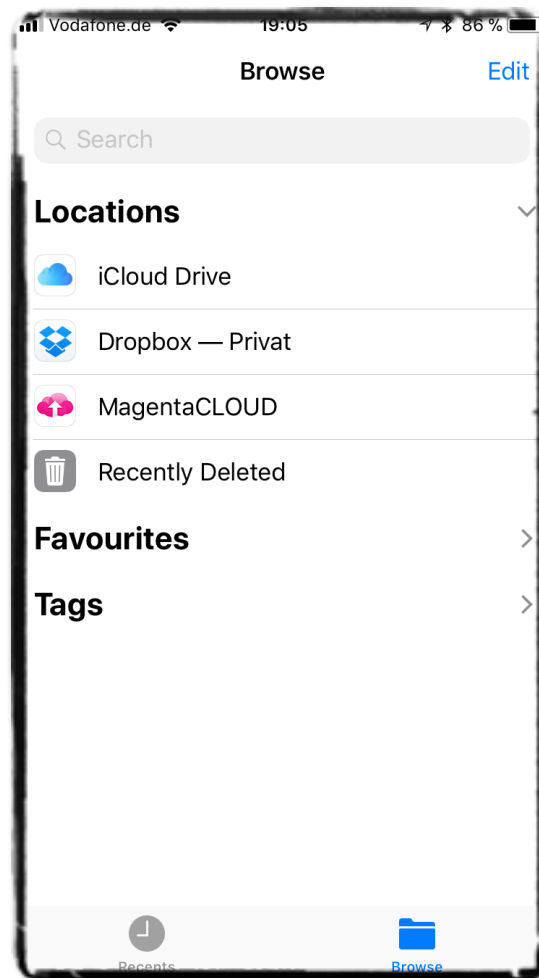 Vodafone.de 19:05 86 %
Browse Edit
Search
Locations
iCloud Drive
Dropbox — Privat
MagentaCLOUD
Recently Deleted
Favourites
Tags
Recents Browse